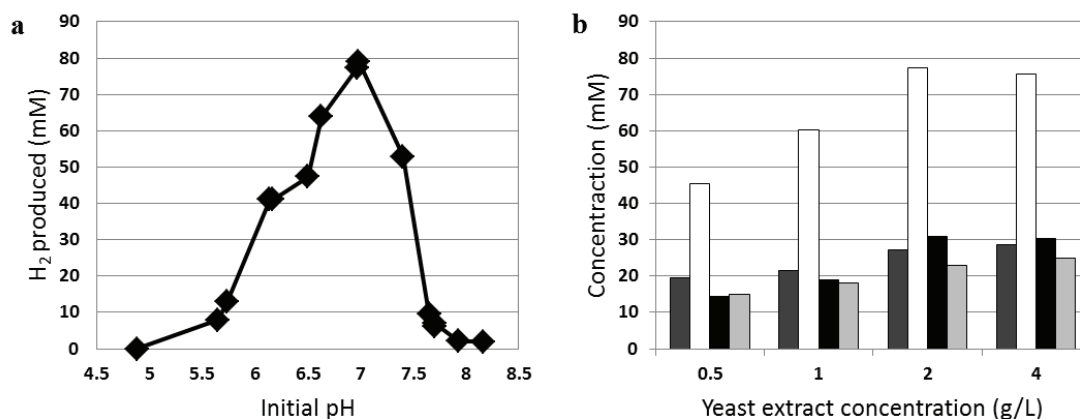 a
90
80
70
60
50
40
30
20
10
0
H₂ produced (mM)
4.5 5 5.5 6 6.5 7 7.5 8 8.5
Initial pH
b
90
80
70
60
50
40
30
20
10
0
Concentraction (mM)
0.5 1 2 4
Yeast extract concentration (g/L)